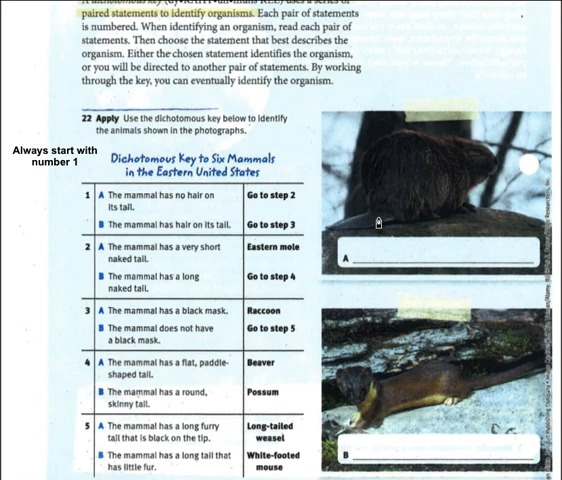 paired statements to identify organisms. Each pair of statements
is numbered. When identifying an organism, read each pair of
statements. Then choose the statement that best describes the
organism. Either the chosen statement identifies the organism,
or you will be directed to another pair of statements. By working
through the key, you can eventually identify the organism.
22 Apply Use the dichotomous key below to identify
the animals shown in the photographs.
Always start with
number 1
Dichotomous Key to Six Mammals
in the Eastern United States
1 A The mammal has no hair on its tail. Go to step 2
B The mammal has hair on its tail. Go to step 3
2 A The mammal has a very short naked tail. Eastern mole
B The mammal has a long naked tail. Go to step 4
3 A The mammal has a black mask. Raccoon
B The mammal does not have a black mask. Go to step 5
4 A The mammal has a flat, paddle-shaped tail. Beaver
B The mammal has a round, skinny tail. Possum
5 A The mammal has a long furry tail that is black on the tip. Long-tailed weasel
B The mammal has a long tail that has little fur. White-footed mouse
A
B